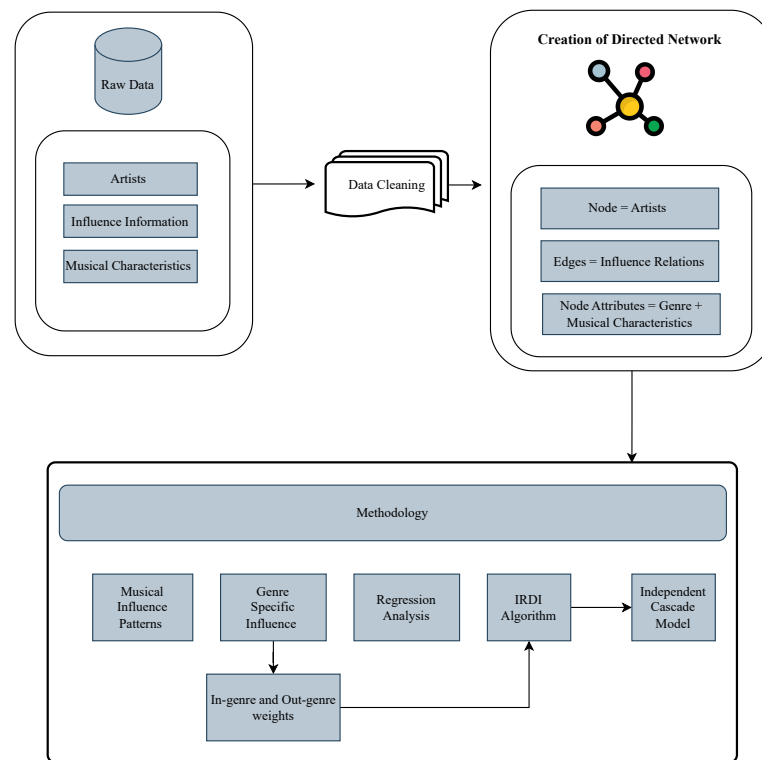 Raw Data
Artists
Influence Information
Musical Characteristics
Data Cleaning
Creation of Directed Network
Node = Artists
Edges = Influence Relations
Node Attributes = Genre +
Musical Characteristics
Methodology
Musical
Influence
Patterns
Genre
Specific
Influence
Regression
Analysis
IRDI
Algorithm
Independent
Cascade
Model
In-genre and Out-genre
weights